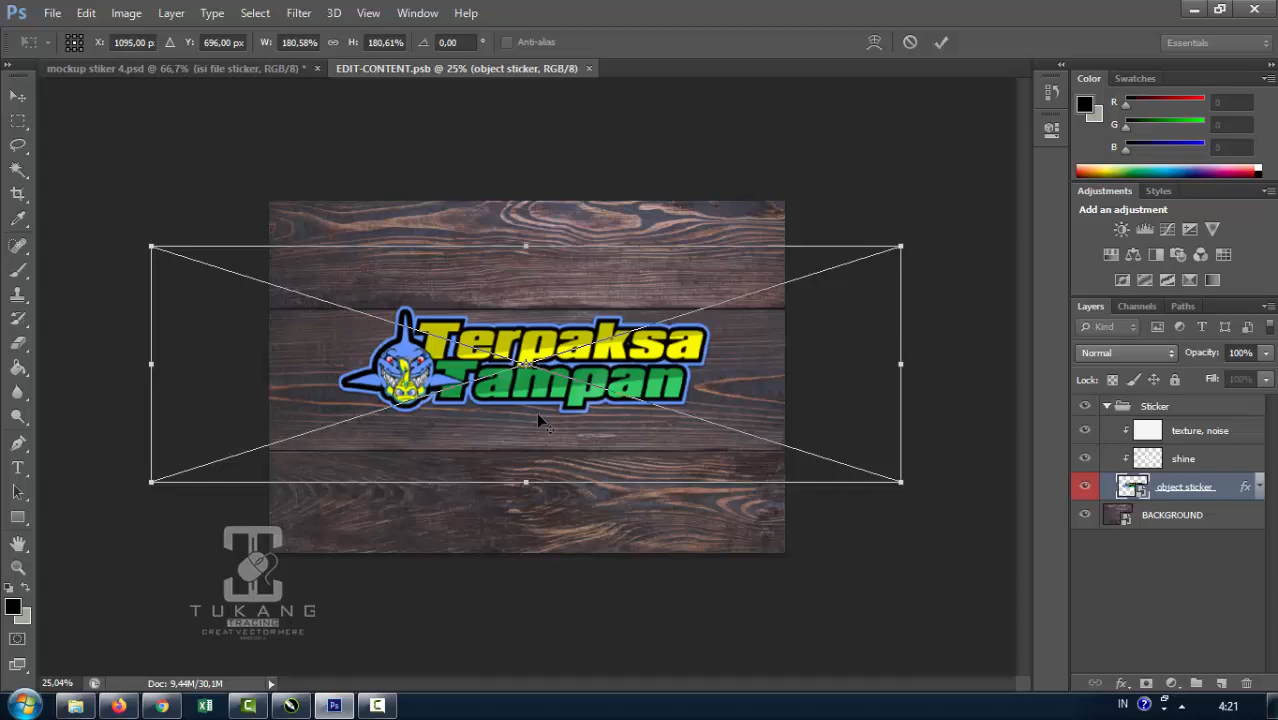 Ps File Edit Image Layer Type Select Filter 3D View Window Help
X: 1095,00 px Y: 696,00 px W: 180,58% H: 180,61% 0,00 ° Anti-alias Essentials
mockup stiker 4.psd @ 66,7% (isi file sticker, RGB/8) * × EDIT-CONTENT.psb @ 25% (object sticker, RGB/8) ×
Color Swatches
R 0
G 0
B 0
Adjustments Styles
Add an adjustment
Layers Channels Paths
Kind
Normal Opacity: 100%
Lock: Fill: 100%
Sticker
texture, noise
shine
object sticker fx
BACKGROUND
Terpaksa
Tampan
TUKANG
TRACING
CREATVECTORHERE
25,04% Doc: 9,44M/30,1M
fx
IN 4:21